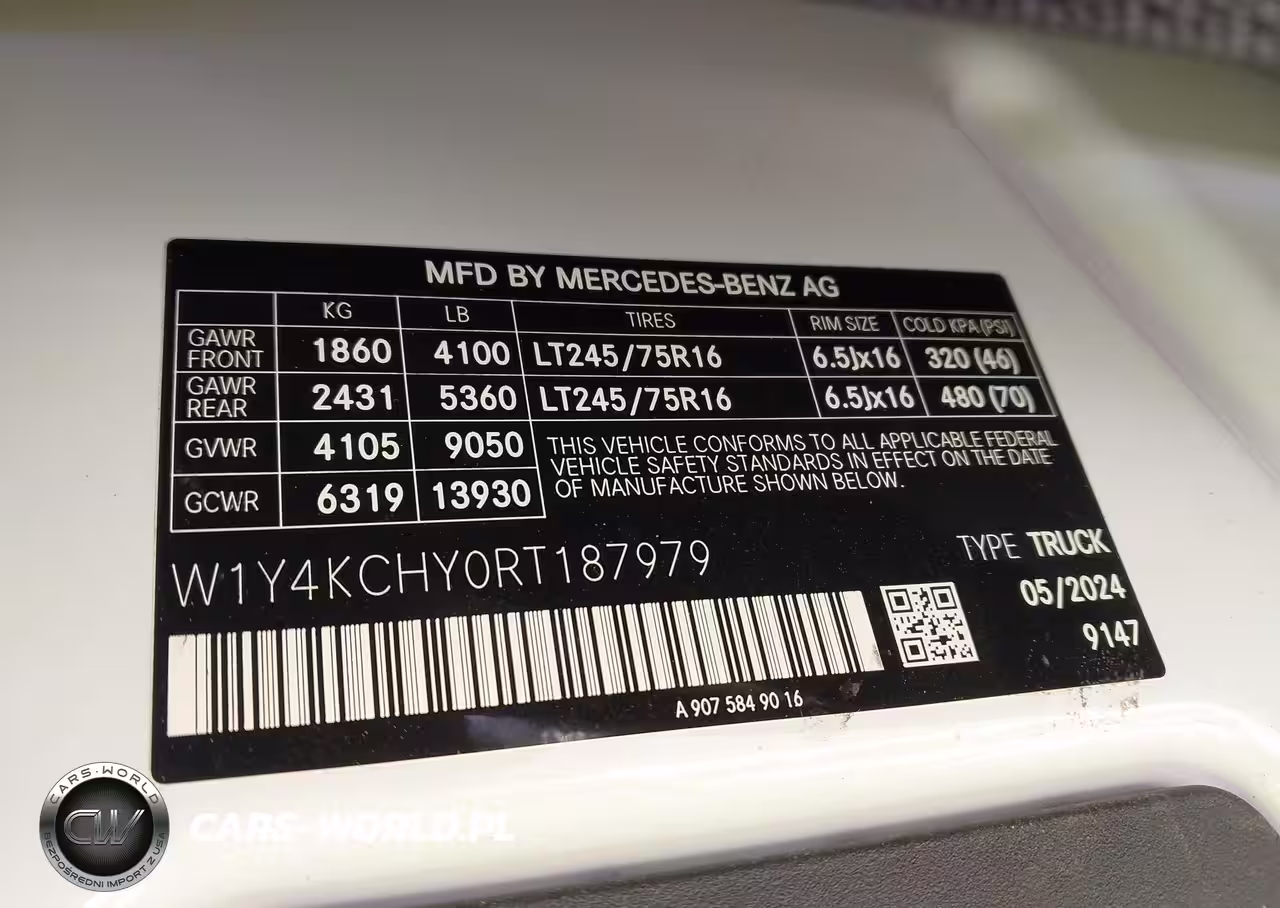 MFD BY MERCEDES-BENZ AG
KG LB TIRES RIM SIZE COLD KPA (PSI)
GAWR FRONT 1860 4100 LT245/75R16 6.5Jx16 320 (46)
GAWR REAR 2431 5360 LT245/75R16 6.5Jx16 480 (70)
GVWR 4105 9050
GCWR 6319 13930
THIS VEHICLE CONFORMS TO ALL APPLICABLE FEDERAL
VEHICLE SAFETY STANDARDS IN EFFECT ON THE DATE
OF MANUFACTURE SHOWN BELOW.
W1Y4KCHY0RT187979
TYPE TRUCK
05/2024
9147
A 907 584 90 16
CARS-WORLD
CW
BEZPOŚREDNI IMPORT Z USA
CARS-WORLD.PL